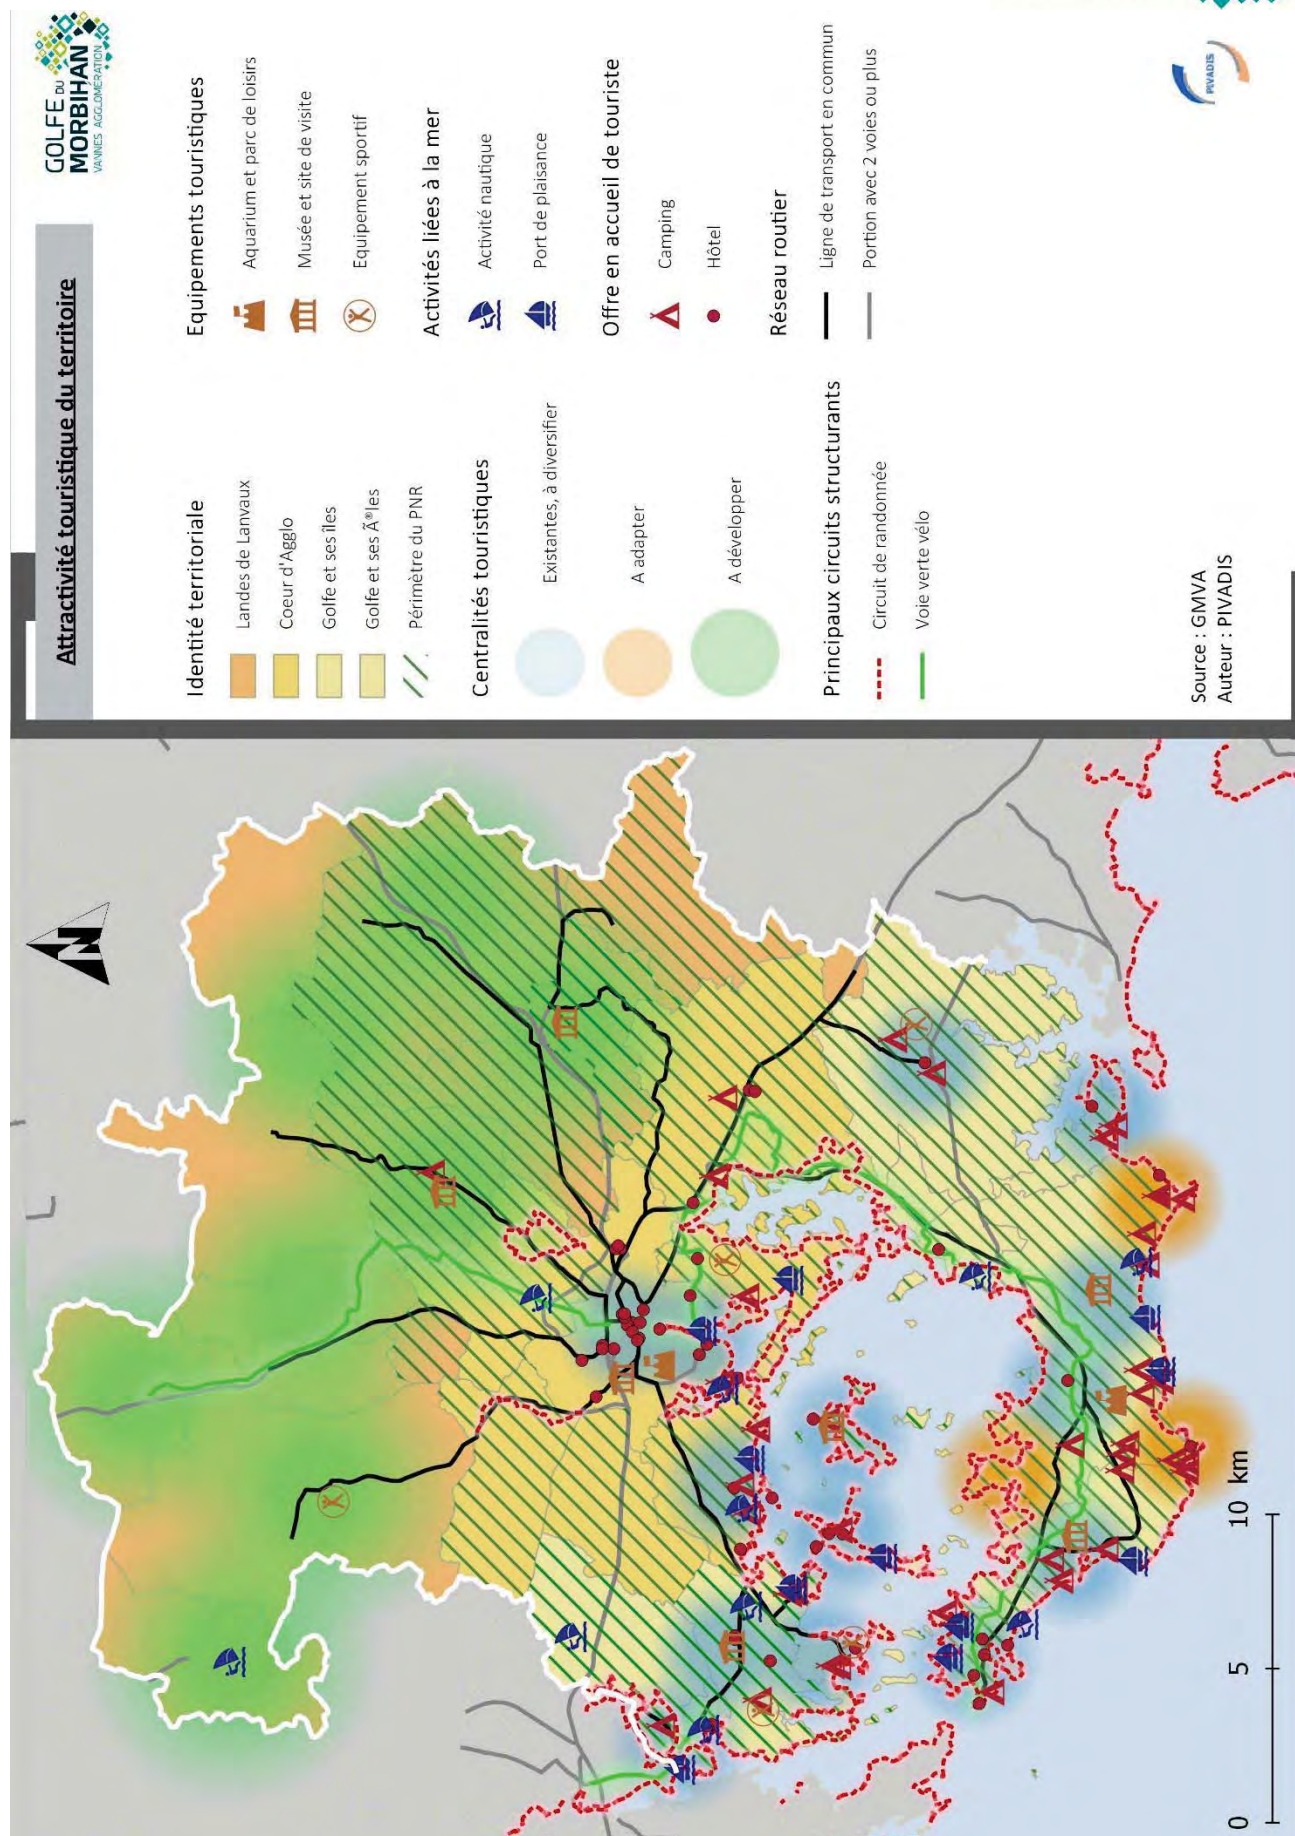 GOLFE DU
MORBIHAN
VANNES AGGLOMÉRATION
Attractivité touristique du territoire
Identité territoriale
Landes de Lanvaux
Coeur d'Agglo
Golfe et ses îles
Golfe et ses Ã®les
Périmètre du PNR
Centralités touristiques
Existantes, à diversifier
A adapter
A développer
Principaux circuits structurants
Circuit de randonnée
Voie verte vélo
Equipements touristiques
Aquarium et parc de loisirs
Musée et site de visite
Equipement sportif
Activités liées à la mer
Activité nautique
Port de plaisance
Offre en accueil de touriste
Camping
Hôtel
Réseau routier
Ligne de transport en commun
Portion avec 2 voies ou plus
Source : GMVA
Auteur : PIVADIS
PIVADIS
N
0 5 10 km